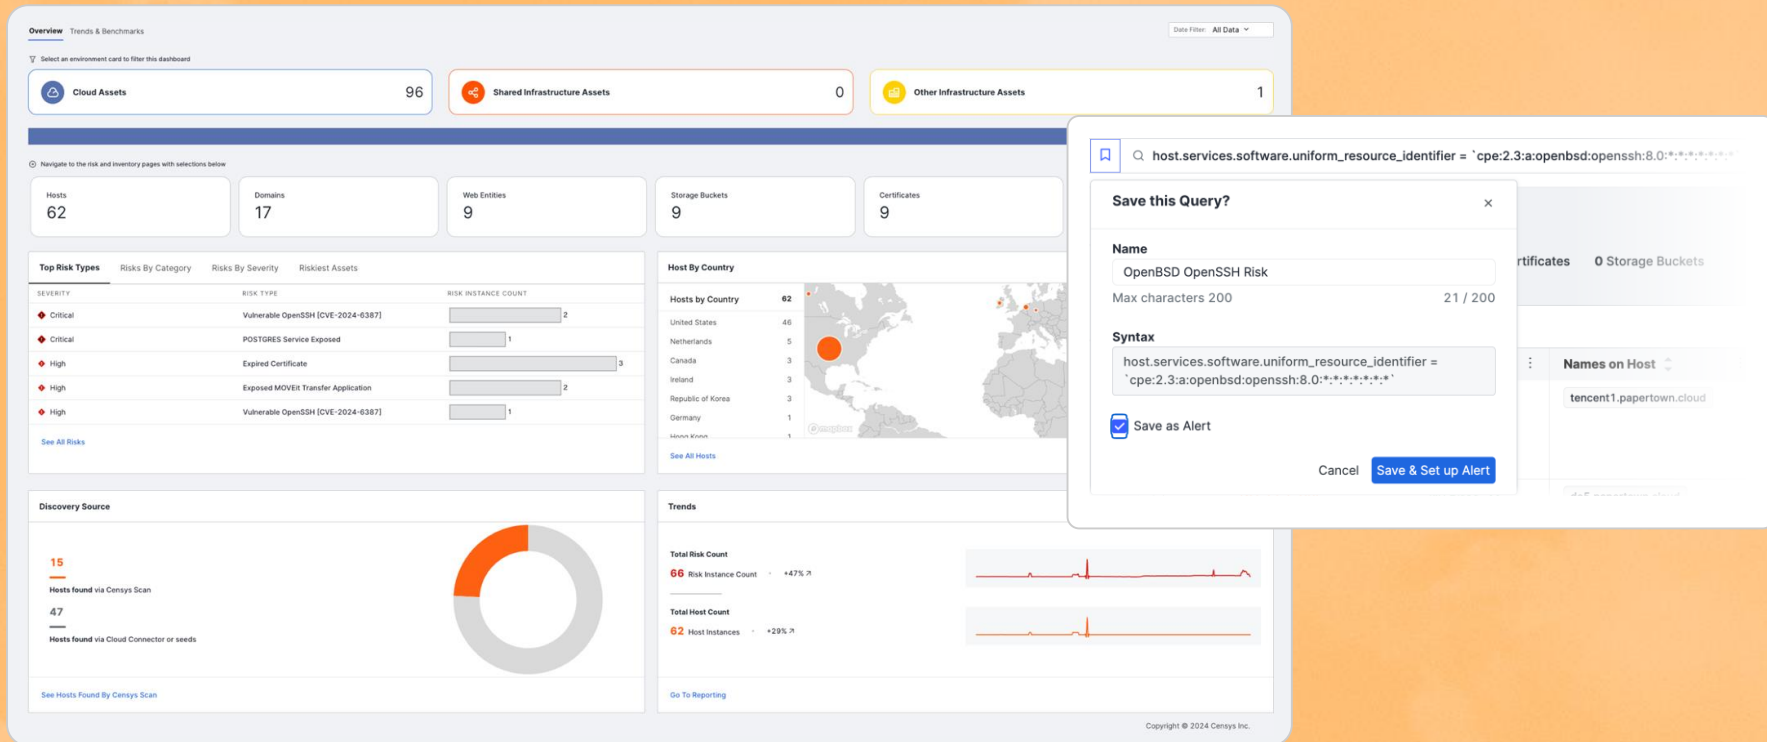 Overview Trends & Benchmarks
Date Filter: All Data
Select an environment card to filter this dashboard
Cloud Assets 96
Shared Infrastructure Assets 0
Other Infrastructure Assets 1
Navigate to the risk and inventory pages with selections below
Hosts
62
Domains
17
Web Entities
9
Storage Buckets
9
Certificates
9
Top Risk Types Risks By Category Risks By Severity Riskiest Assets
SEVERITY RISK TYPE RISK INSTANCE COUNT
Critical Vulnerable OpenSSH [CVE-2024-6387] 2
Critical POSTGRES Service Exposed 1
High Expired Certificate 3
High Exposed MOVEit Transfer Application 2
High Vulnerable OpenSSH [CVE-2024-6387] 1
See All Risks
Host By Country
Hosts by Country 62
United States 46
Netherlands 5
Canada 3
Ireland 3
Republic of Korea 3
Germany 1
Hong Kong 1
mapbox
See All Hosts
Discovery Source
15
Hosts found via Censys Scan
47
Hosts found via Cloud Connector or seeds
See Hosts Found By Censys Scan
Trends
Total Risk Count
66 Risk Instance Count • +47%
Total Host Count
62 Host Instances • +29%
Go To Reporting
Copyright © 2024 Censys Inc.
host.services.software.uniform_resource_identifier = `cpe:2.3:a:openbsd:openssh:8.0:*:*:*:*:*:*:*`
Save this Query?
Name
OpenBSD OpenSSH Risk
Max characters 200 21 / 200
Syntax
host.services.software.uniform_resource_identifier =
`cpe:2.3:a:openbsd:openssh:8.0:*:*:*:*:*:*:*`
Save as Alert
Cancel Save & Set up Alert
rtificates 0 Storage Buckets
Names on Host
tencent1.papertown.cloud